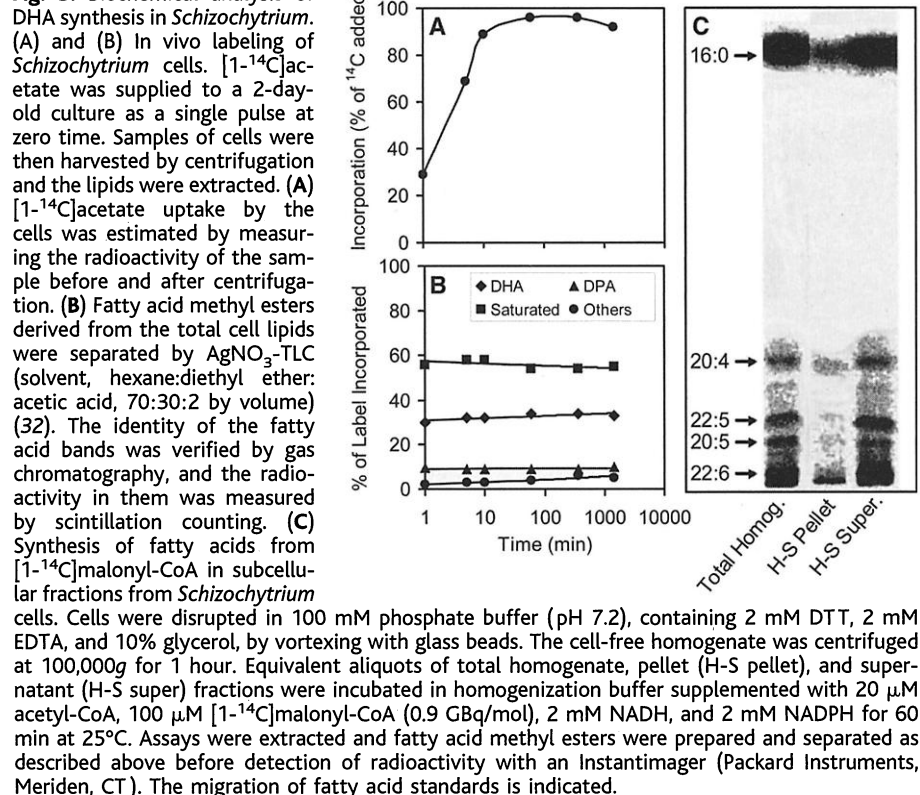 Biochemical analysis of
DHA synthesis in Schizochytrium.
(A) and (B) In vivo labeling of
Schizochytrium cells. [1-¹⁴C]ac-
etate was supplied to a 2-day-
old culture as a single pulse at
zero time. Samples of cells were
then harvested by centrifugation
and the lipids were extracted. (A)
[1-¹⁴C]acetate uptake by the
cells was estimated by measur-
ing the radioactivity of the sam-
ple before and after centrifuga-
tion. (B) Fatty acid methyl esters
derived from the total cell lipids
were separated by AgNO₃-TLC
(solvent, hexane:diethyl ether:
acetic acid, 70:30:2 by volume)
(32). The identity of the fatty
acid bands was verified by gas
chromatography, and the radio-
activity in them was measured
by scintillation counting. (C)
Synthesis of fatty acids from
[1-¹⁴C]malonyl-CoA in subcellu-
lar fractions from Schizochytrium
cells. Cells were disrupted in 100 mM phosphate buffer (pH 7.2), containing 2 mM DTT, 2 mM
EDTA, and 10% glycerol, by vortexing with glass beads. The cell-free homogenate was centrifuged
at 100,000g for 1 hour. Equivalent aliquots of total homogenate, pellet (H-S pellet), and super-
natant (H-S super) fractions were incubated in homogenization buffer supplemented with 20 μM
acetyl-CoA, 100 μM [1-¹⁴C]malonyl-CoA (0.9 GBq/mol), 2 mM NADH, and 2 mM NADPH for 60
min at 25°C. Assays were extracted and fatty acid methyl esters were prepared and separated as
described above before detection of radioactivity with an Instantimager (Packard Instruments,
Meriden, CT). The migration of fatty acid standards is indicated.
A
Incorporation (% of ¹⁴C added
100
80
60
40
20
0
B
DHA
DPA
Saturated
Others
% of Label Incorporated
100
80
60
40
20
0
1
10
100
1000
10000
Time (min)
C
16:0
20:4
22:5
20:5
22:6
Total Homog.
H-S Pellet
H-S Super.